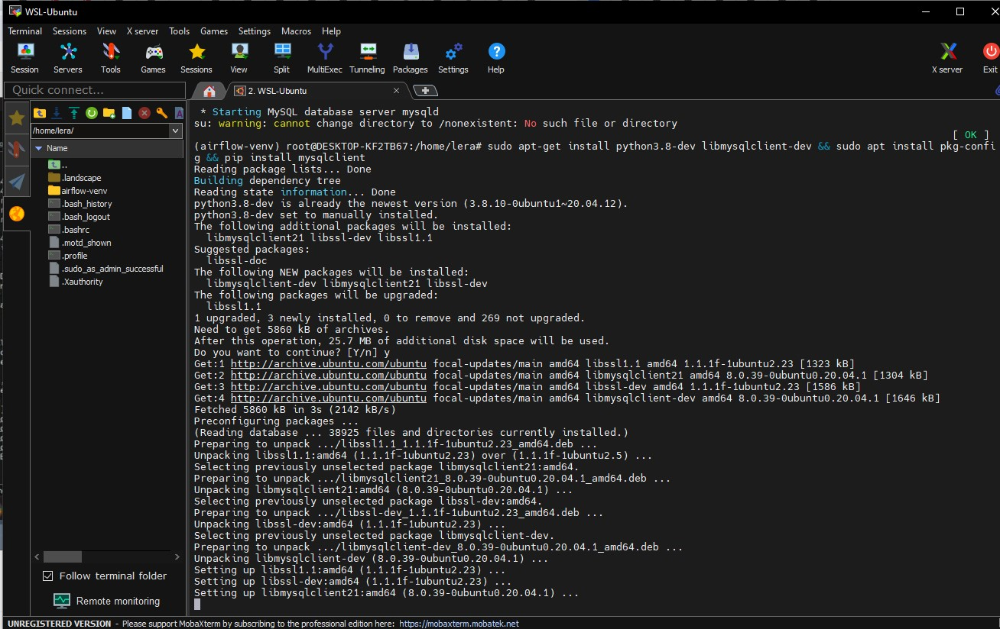 WSL-Ubuntu
Terminal Sessions View X server Tools Games Settings Macros Help
Session Servers Tools Games Sessions View Split MultiExec Tunneling Packages Settings Help X server Exit
Quick connect...
2. WSL-Ubuntu
/home/lera/
Name
..
.landscape
airflow-venv
.bash_history
.bash_logout
.bashrc
.motd_shown
.profile
.sudo_as_admin_successful
.Xauthority
Follow terminal folder
Remote monitoring
* Starting MySQL database server mysqld
su: warning: cannot change directory to /nonexistent: No such file or directory
[ OK ]
(airflow-venv) root@DESKTOP-KF2TB67:/home/lera# sudo apt-get install python3.8-dev libmysqlclient-dev && sudo apt install pkg-confi
g && pip install mysqlclient
Reading package lists... Done
Building dependency tree
Reading state information... Done
python3.8-dev is already the newest version (3.8.10-0ubuntu1~20.04.12).
python3.8-dev set to manually installed.
The following additional packages will be installed:
libmysqlclient21 libssl-dev libssl1.1
Suggested packages:
libssl-doc
The following NEW packages will be installed:
libmysqlclient-dev libmysqlclient21 libssl-dev
The following packages will be upgraded:
libssl1.1
1 upgraded, 3 newly installed, 0 to remove and 269 not upgraded.
Need to get 5860 kB of archives.
After this operation, 25.7 MB of additional disk space will be used.
Do you want to continue? [Y/n] y
Get:1 http://archive.ubuntu.com/ubuntu focal-updates/main amd64 libssl1.1 amd64 1.1.1f-1ubuntu2.23 [1323 kB]
Get:2 http://archive.ubuntu.com/ubuntu focal-updates/main amd64 libmysqlclient21 amd64 8.0.39-0ubuntu0.20.04.1 [1304 kB]
Get:3 http://archive.ubuntu.com/ubuntu focal-updates/main amd64 libssl-dev amd64 1.1.1f-1ubuntu2.23 [1586 kB]
Get:4 http://archive.ubuntu.com/ubuntu focal-updates/main amd64 libmysqlclient-dev amd64 8.0.39-0ubuntu0.20.04.1 [1646 kB]
Fetched 5860 kB in 3s (2142 kB/s)
Preconfiguring packages ...
(Reading database ... 38925 files and directories currently installed.)
Preparing to unpack .../libssl1.1_1.1.1f-1ubuntu2.23_amd64.deb ...
Unpacking libssl1.1:amd64 (1.1.1f-1ubuntu2.23) over (1.1.1f-1ubuntu2.5) ...
Selecting previously unselected package libmysqlclient21:amd64.
Preparing to unpack .../libmysqlclient21_8.0.39-0ubuntu0.20.04.1_amd64.deb ...
Unpacking libmysqlclient21:amd64 (8.0.39-0ubuntu0.20.04.1) ...
Selecting previously unselected package libssl-dev:amd64.
Preparing to unpack .../libssl-dev_1.1.1f-1ubuntu2.23_amd64.deb ...
Unpacking libssl-dev:amd64 (1.1.1f-1ubuntu2.23) ...
Selecting previously unselected package libmysqlclient-dev.
Preparing to unpack .../libmysqlclient-dev_8.0.39-0ubuntu0.20.04.1_amd64.deb ...
Unpacking libmysqlclient-dev (8.0.39-0ubuntu0.20.04.1) ...
Setting up libssl1.1:amd64 (1.1.1f-1ubuntu2.23) ...
Setting up libssl-dev:amd64 (1.1.1f-1ubuntu2.23) ...
Setting up libmysqlclient21:amd64 (8.0.39-0ubuntu0.20.04.1) ...
UNREGISTERED VERSION - Please support MobaXterm by subscribing to the professional edition here: https://mobaxterm.mobatek.net